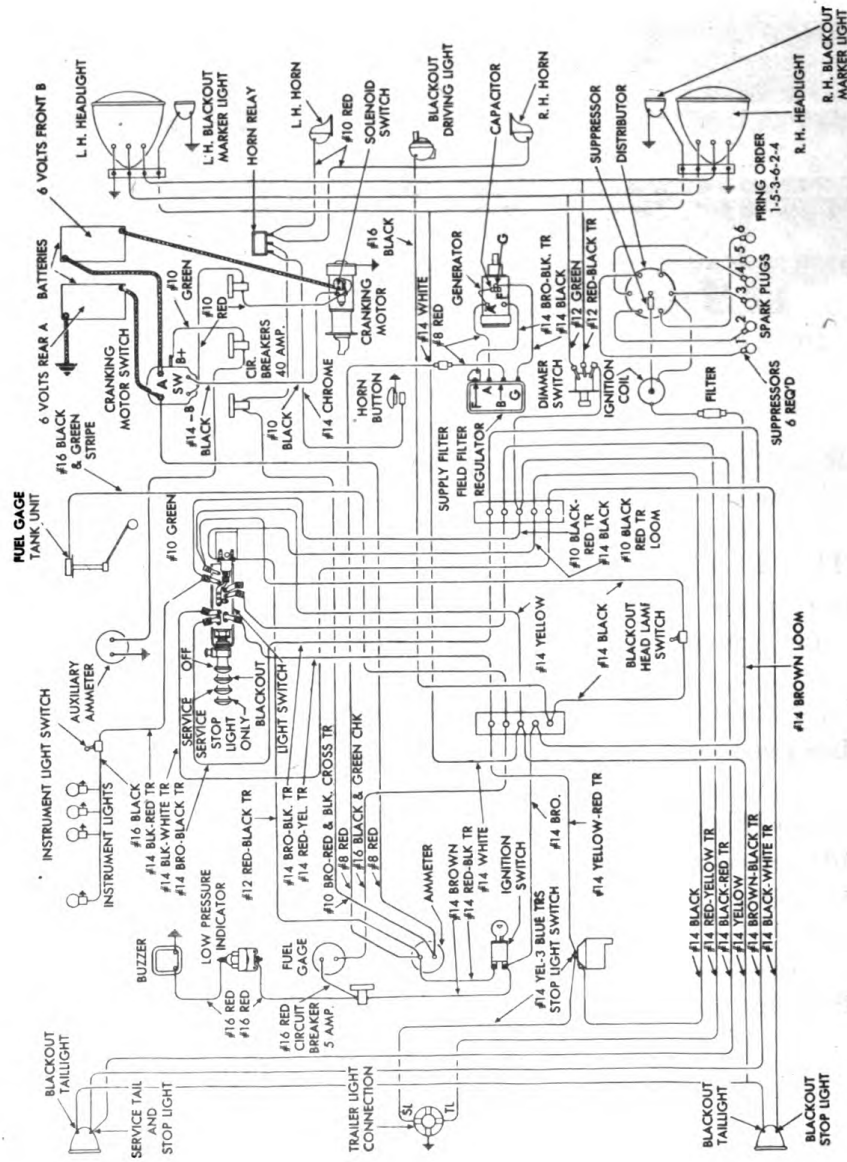 6 VOLTS FRONT B
BATTERIES
6 VOLTS REAR A
CRANKING
MOTOR SWITCH
#16 BLACK
& GREEN
STRIPE
FUEL GAGE
TANK UNIT
#10 GREEN
AUXILIARY
AMMETER
INSTRUMENT LIGHT SWITCH
INSTRUMENT LIGHTS
#16 BLACK
#14 BLK-RED TR
#14 BLK-WHITE TR
#14 BRO-BLACK TR
L.H. HEADLIGHT
L.H. BLACKOUT
MARKER LIGHT
HORN RELAY
L.H. HORN
#10 RED
SOLENOID
SWITCH
BLACKOUT
DRIVING LIGHT
CAPACITOR
R.H. HORN
SUPPRESSOR
DISTRIBUTOR
R.H. HEADLIGHT
R.H. BLACKOUT
MARKER LIGHT
FIRING ORDER
1-5-3-6-2-4
A
B+
SW
#14 -B
BLACK
#10
GREEN
#10
RED
CIR.
BREAKERS
40 AMP.
#10
BLACK
#14 CHROME
HORN
BUTTON
CRANKING
MOTOR
#16
BLACK
#14 WHITE
#8 RED
GENERATOR
A
F
G
#14 BRO-BLK. TR
#14 BLACK
#12 GREEN
#12 RED-BLACK TR
SUPPLY FILTER
FIELD FILTER
REGULATOR
F
A
B
G
DIMMER
SWITCH
IGNITION
COIL
FILTER
1
2
3
4
5
6
SPARK PLUGS
SUPPRESSORS
6 REQ'D
OFF
SERVICE
SERVICE
STOP
LIGHT
ONLY
BLACKOUT
LIGHT SWITCH
#10 BLACK-
RED TR
#14 BLACK
#10 BLACK
RED TR
LOOM
#14 YELLOW
#14 BLACK
BLACKOUT
HEAD LAMP
SWITCH
#14 BROWN LOOM
#12 RED-BLACK TR
#14 BRO-BLK. TR
#14 RED-YEL. TR
#10 BRO-RED & BLK. CROSS TR
#8 RED
#16 BLACK & GREEN CHK
#8 RED
BUZZER
LOW PRESSURE
INDICATOR
#16 RED
#16 RED
FUEL
GAGE
#16 RED
CIRCUIT
BREAKER
5 AMP.
AMMETER
#14 BROWN
#14 RED-BLK TR
#14 WHITE
IGNITION
SWITCH
#14 BRO.
#14 YELLOW-RED TR
#14 YEL-3 BLUE TRS
STOP LIGHT SWITCH
#14 BLACK
#14 RED-YELLOW TR
#14 BLACK-RED TR
#14 YELLOW
#14 BROWN-BLACK TR
#14 BLACK-WHITE TR
BLACKOUT
TAILLIGHT
SERVICE TAIL
AND
STOP LIGHT
TRAILER LIGHT
CONNECTION
SL
TL
BLACKOUT
TAILLIGHT
BLACKOUT
STOP LIGHT